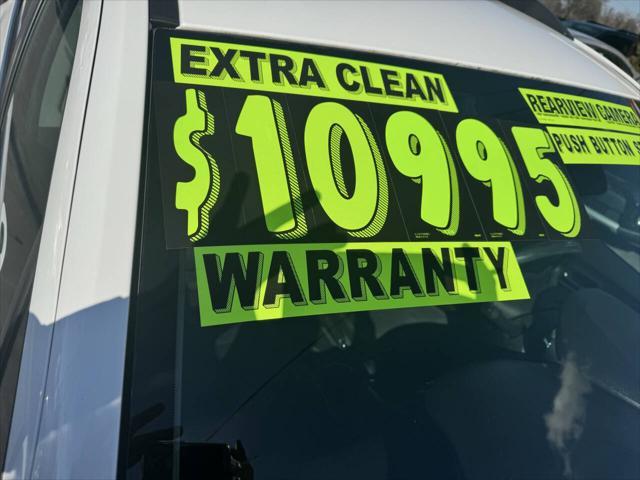 EXTRA CLEAN
$10995
WARRANTY
REARVIEW CAMERA
PUSH BUTTON